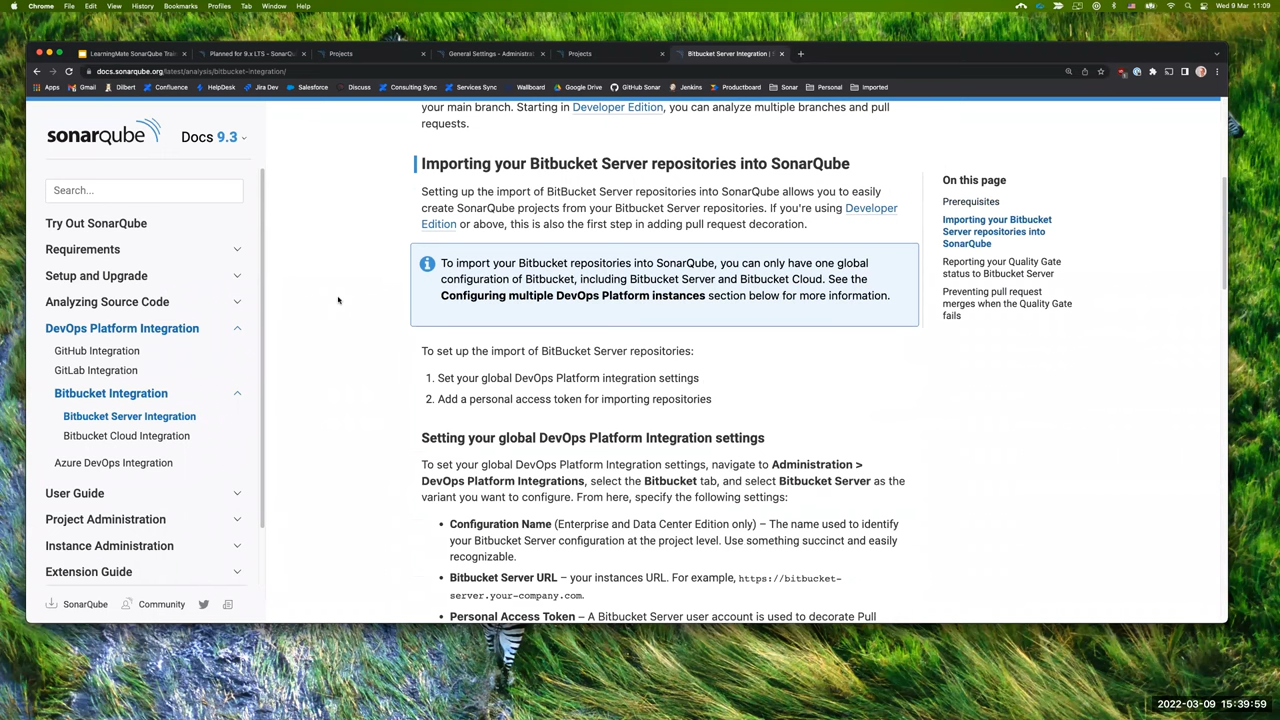 Chrome File Edit View History Bookmarks Profiles Tab Window Help
Wed 9 Mar 11:09
LearningMate SonarQube Train
Planned for 9.x LTS - SonarQu
Projects
General Settings - Administrat
Projects
Bitbucket Server Integration |
docs.sonarqube.org/latest/analysis/bitbucket-integration/
Apps Gmail Dilbert Confluence HelpDesk Jira Dev Salesforce Discuss Consulting Sync Services Sync Wallboard Google Drive GitHub Sonar Jenkins Productboard Sonar Personal Imported
sonarqube
Docs 9.3
Search...
Try Out SonarQube
Requirements
Setup and Upgrade
Analyzing Source Code
DevOps Platform Integration
GitHub Integration
GitLab Integration
Bitbucket Integration
Bitbucket Server Integration
Bitbucket Cloud Integration
Azure DevOps Integration
User Guide
Project Administration
Instance Administration
Extension Guide
SonarQube
Community
your main branch. Starting in Developer Edition, you can analyze multiple branches and pull
requests.
Importing your Bitbucket Server repositories into SonarQube
Setting up the import of BitBucket Server repositories into SonarQube allows you to easily
create SonarQube projects from your Bitbucket Server repositories. If you're using Developer
Edition or above, this is also the first step in adding pull request decoration.
To import your Bitbucket repositories into SonarQube, you can only have one global
configuration of Bitbucket, including Bitbucket Server and Bitbucket Cloud. See the
Configuring multiple DevOps Platform instances section below for more information.
To set up the import of BitBucket Server repositories:
1. Set your global DevOps Platform integration settings
2. Add a personal access token for importing repositories
Setting your global DevOps Platform Integration settings
To set your global DevOps Platform Integration settings, navigate to Administration >
DevOps Platform Integrations, select the Bitbucket tab, and select Bitbucket Server as the
variant you want to configure. From here, specify the following settings:
• Configuration Name (Enterprise and Data Center Edition only) – The name used to identify
your Bitbucket Server configuration at the project level. Use something succinct and easily
recognizable.
• Bitbucket Server URL – your instances URL. For example, https://bitbucket-
server.your-company.com.
• Personal Access Token – A Bitbucket Server user account is used to decorate Pull
On this page
Prerequisites
Importing your Bitbucket
Server repositories into
SonarQube
Reporting your Quality Gate
status to Bitbucket Server
Preventing pull request
merges when the Quality Gate
fails
2022-03-09 15:39:59